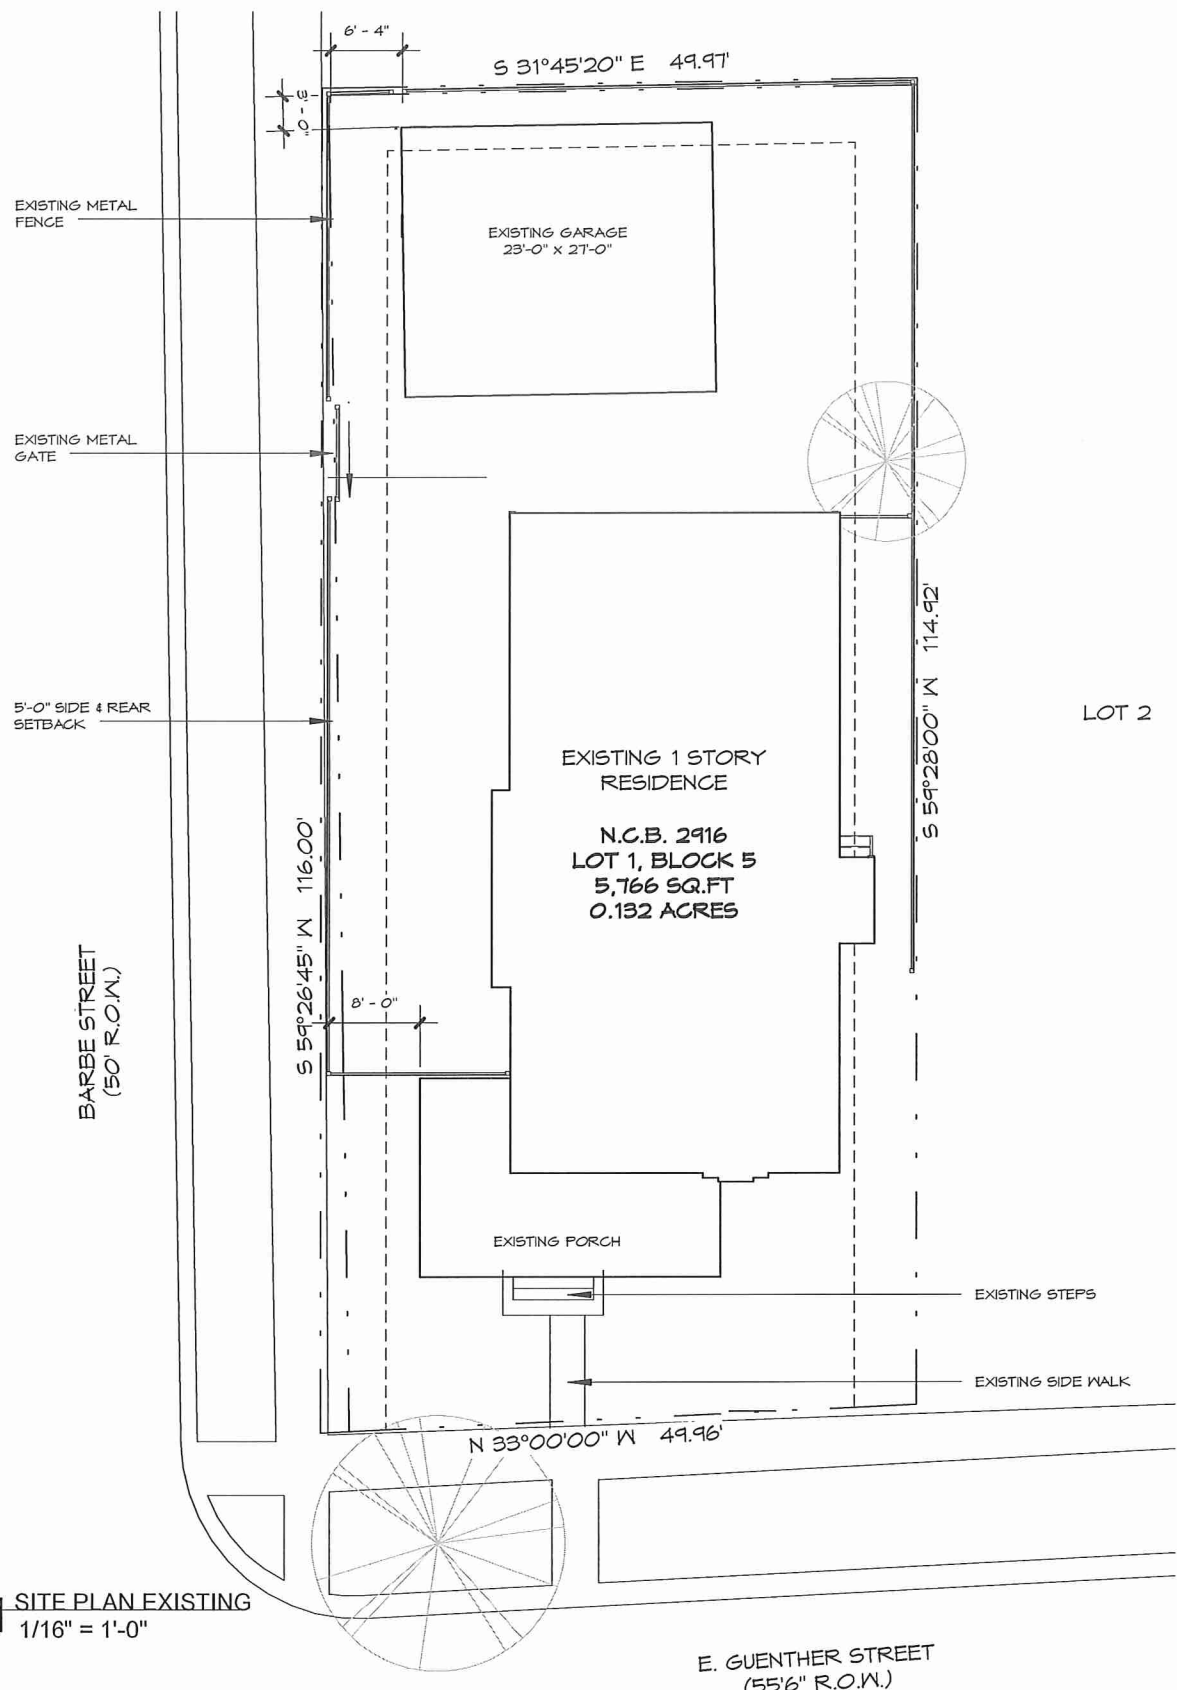 6' - 4"
S 31°45'20" E 49.97'
3' - 0"
EXISTING METAL
FENCE
EXISTING GARAGE
23'-0" x 27'-0"
EXISTING METAL
GATE
S 59°28'00" W 114.92'
5'-0" SIDE & REAR
SETBACK
LOT 2
EXISTING 1 STORY
RESIDENCE
N.C.B. 2916
LOT 1, BLOCK 5
5,766 SQ.FT
0.132 ACRES
S 59°26'45" W 116.00'
BARBE STREET
(50' R.O.W.)
8' - 0"
EXISTING PORCH
EXISTING STEPS
EXISTING SIDE WALK
N 33°00'00" W 49.96'
SITE PLAN EXISTING
1/16" = 1'-0"
E. GUENTHER STREET
(55'6" R.O.W.)